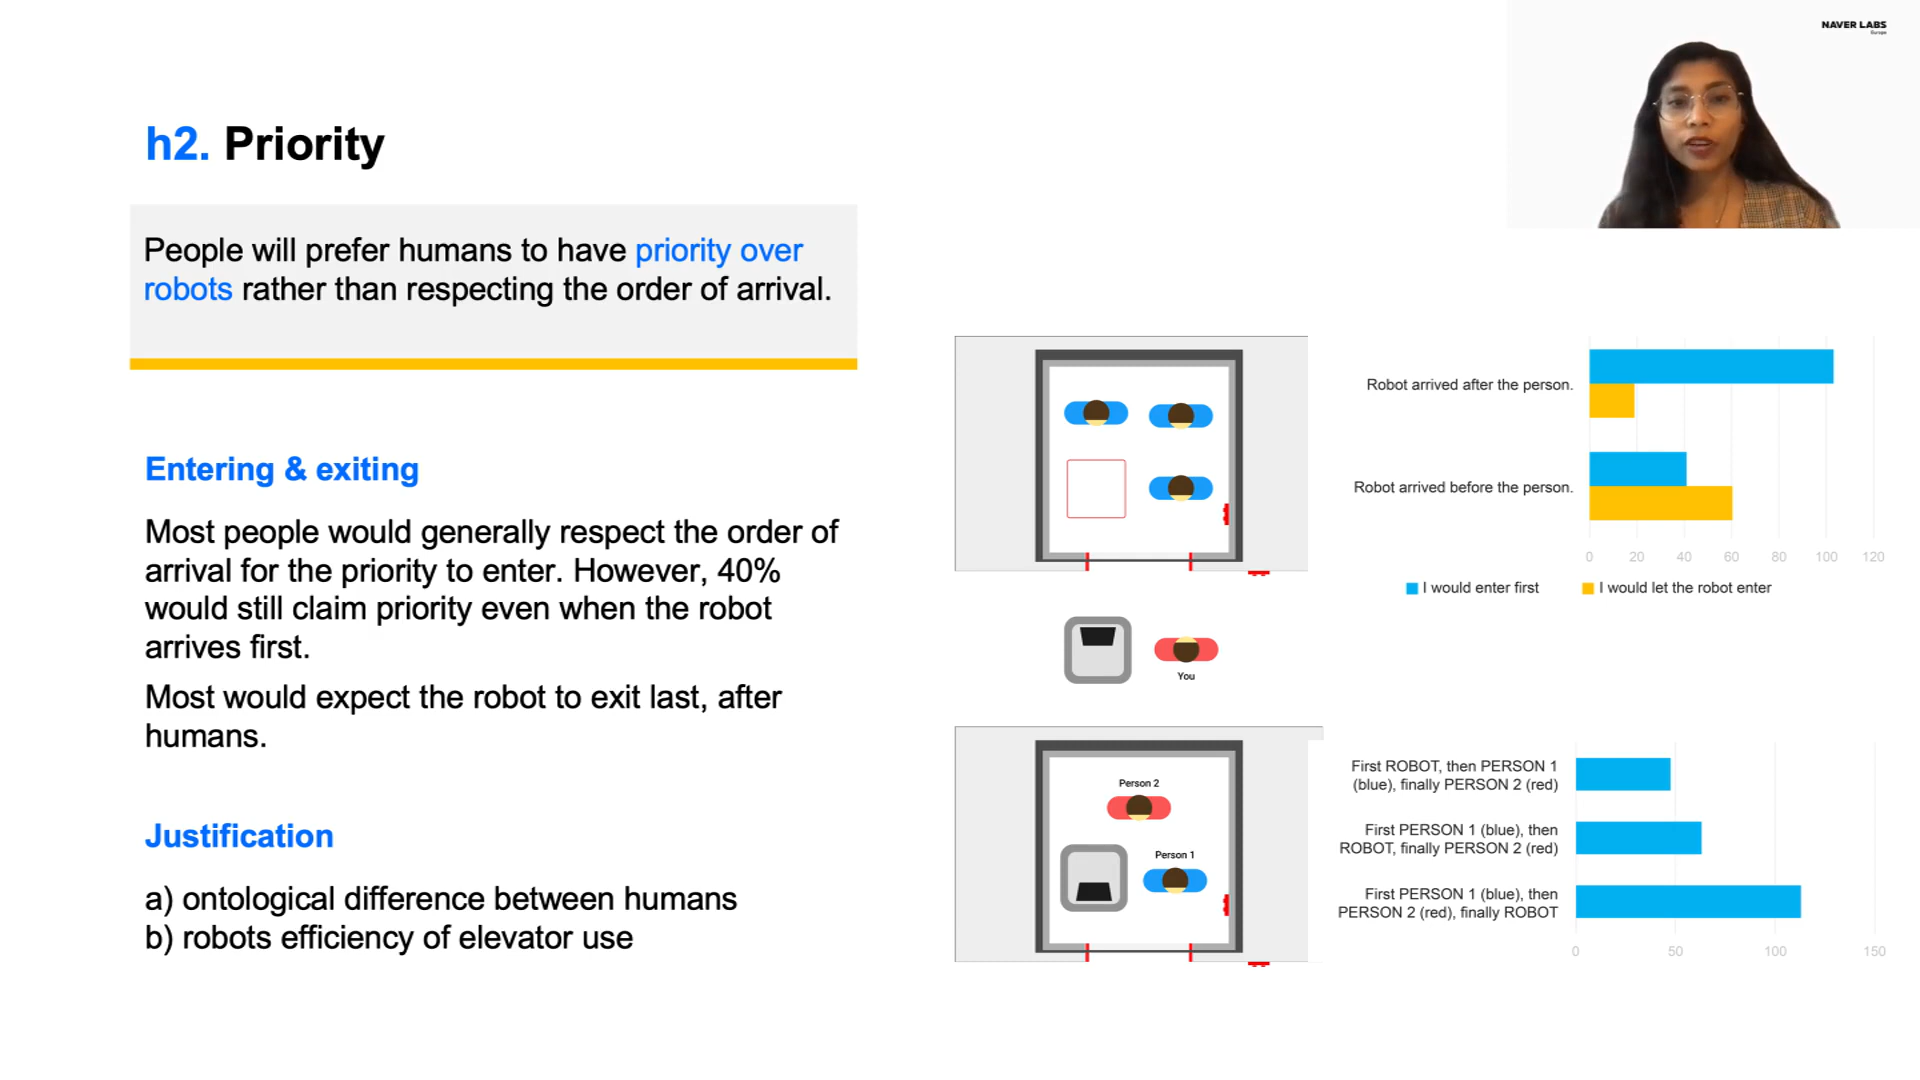 NAVER LABS
Europe
h2. Priority
People will prefer humans to have priority over
robots rather than respecting the order of arrival.
Entering & exiting
Most people would generally respect the order of
arrival for the priority to enter. However, 40%
would still claim priority even when the robot
arrives first.
Most would expect the robot to exit last, after
humans.
Justification
a) ontological difference between humans
b) robots efficiency of elevator use
You
Robot arrived after the person.
Robot arrived before the person.
0 20 40 60 80 100 120
I would enter first I would let the robot enter
Person 2
Person 1
First ROBOT, then PERSON 1
(blue), finally PERSON 2 (red)
First PERSON 1 (blue), then
ROBOT, finally PERSON 2 (red)
First PERSON 1 (blue), then
PERSON 2 (red), finally ROBOT
0 50 100 150